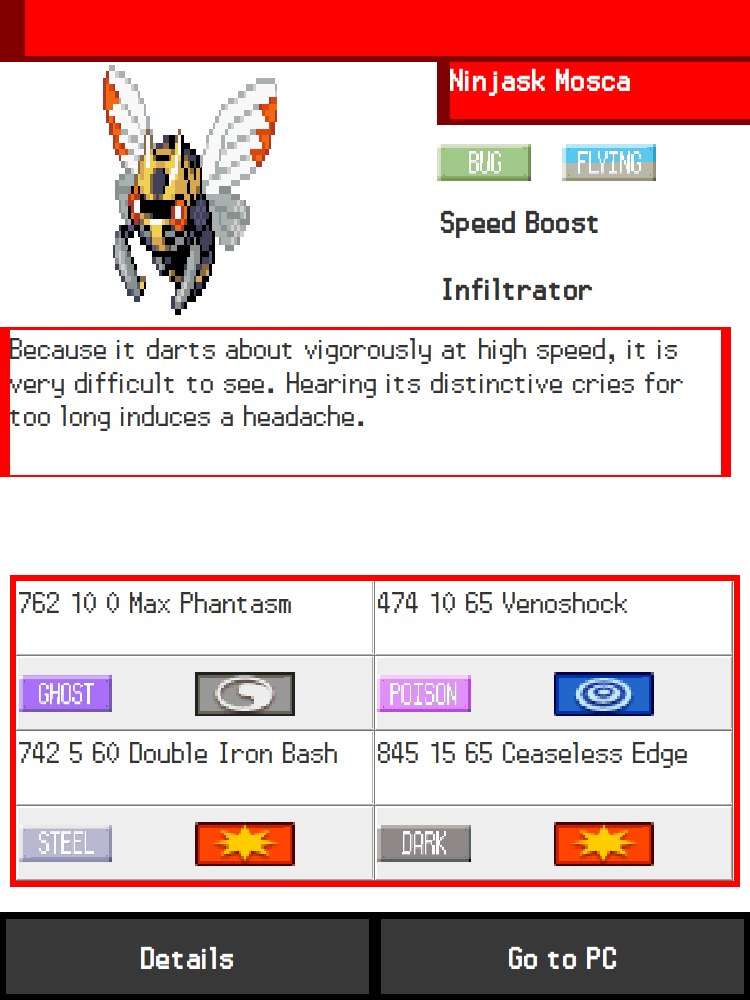 Ninjask Mosca
BUG FLYING
Speed Boost
Infiltrator
Because it darts about vigorously at high speed, it is
very difficult to see. Hearing its distinctive cries for
too long induces a headache.
762 10 0 Max Phantasm
474 10 65 Venoshock
GHOST
POISON
742 5 60 Double Iron Bash
845 15 65 Ceaseless Edge
STEEL
DARK
Details
Go to PC